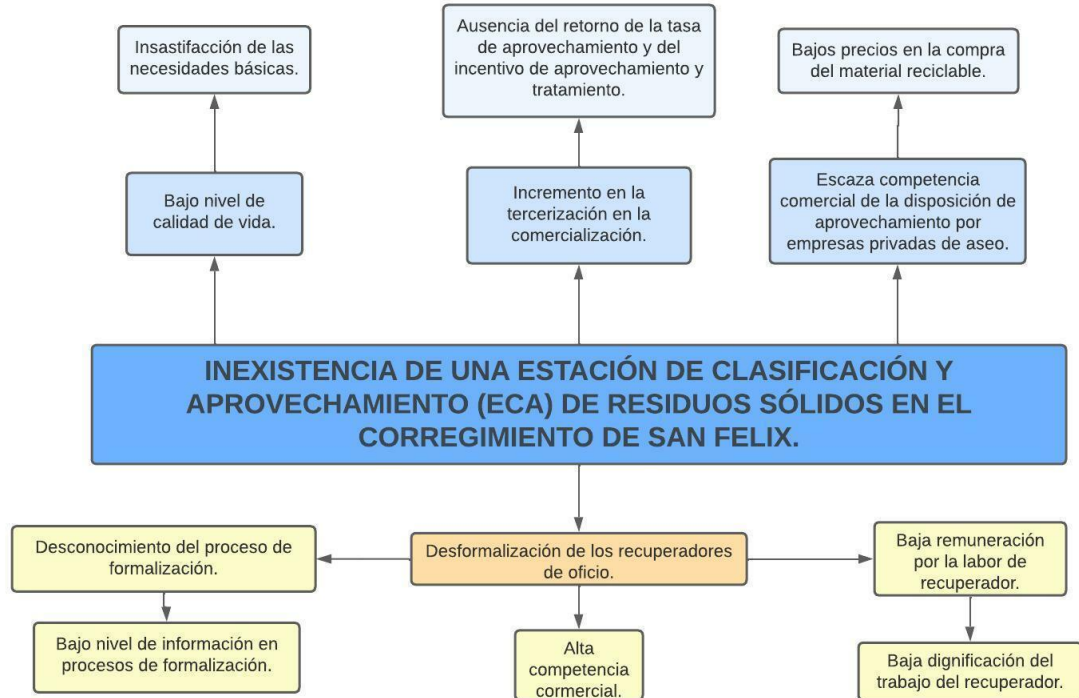 Insastifacción de las
necesidades básicas.
Ausencia del retorno de la tasa
de aprovechamiento y del
incentivo de aprovechamiento y
tratamiento.
Bajos precios en la compra
del material reciclable.
Bajo nivel de
calidad de vida.
Incremento en la
tercerización en la
comercialización.
Escaza competencia
comercial de la disposición de
aprovechamiento por
empresas privadas de aseo.
INEXISTENCIA DE UNA ESTACIÓN DE CLASIFICACIÓN Y
APROVECHAMIENTO (ECA) DE RESIDUOS SÓLIDOS EN EL
CORREGIMIENTO DE SAN FELIX.
Desconocimiento del proceso de
formalización.
Desformalización de los recuperadores
de oficio.
Baja remuneración
por la labor de
recuperador.
Bajo nivel de información en
procesos de formalización.
Alta
competencia
cormercial.
Baja dignificación del
trabajo del recuperador.